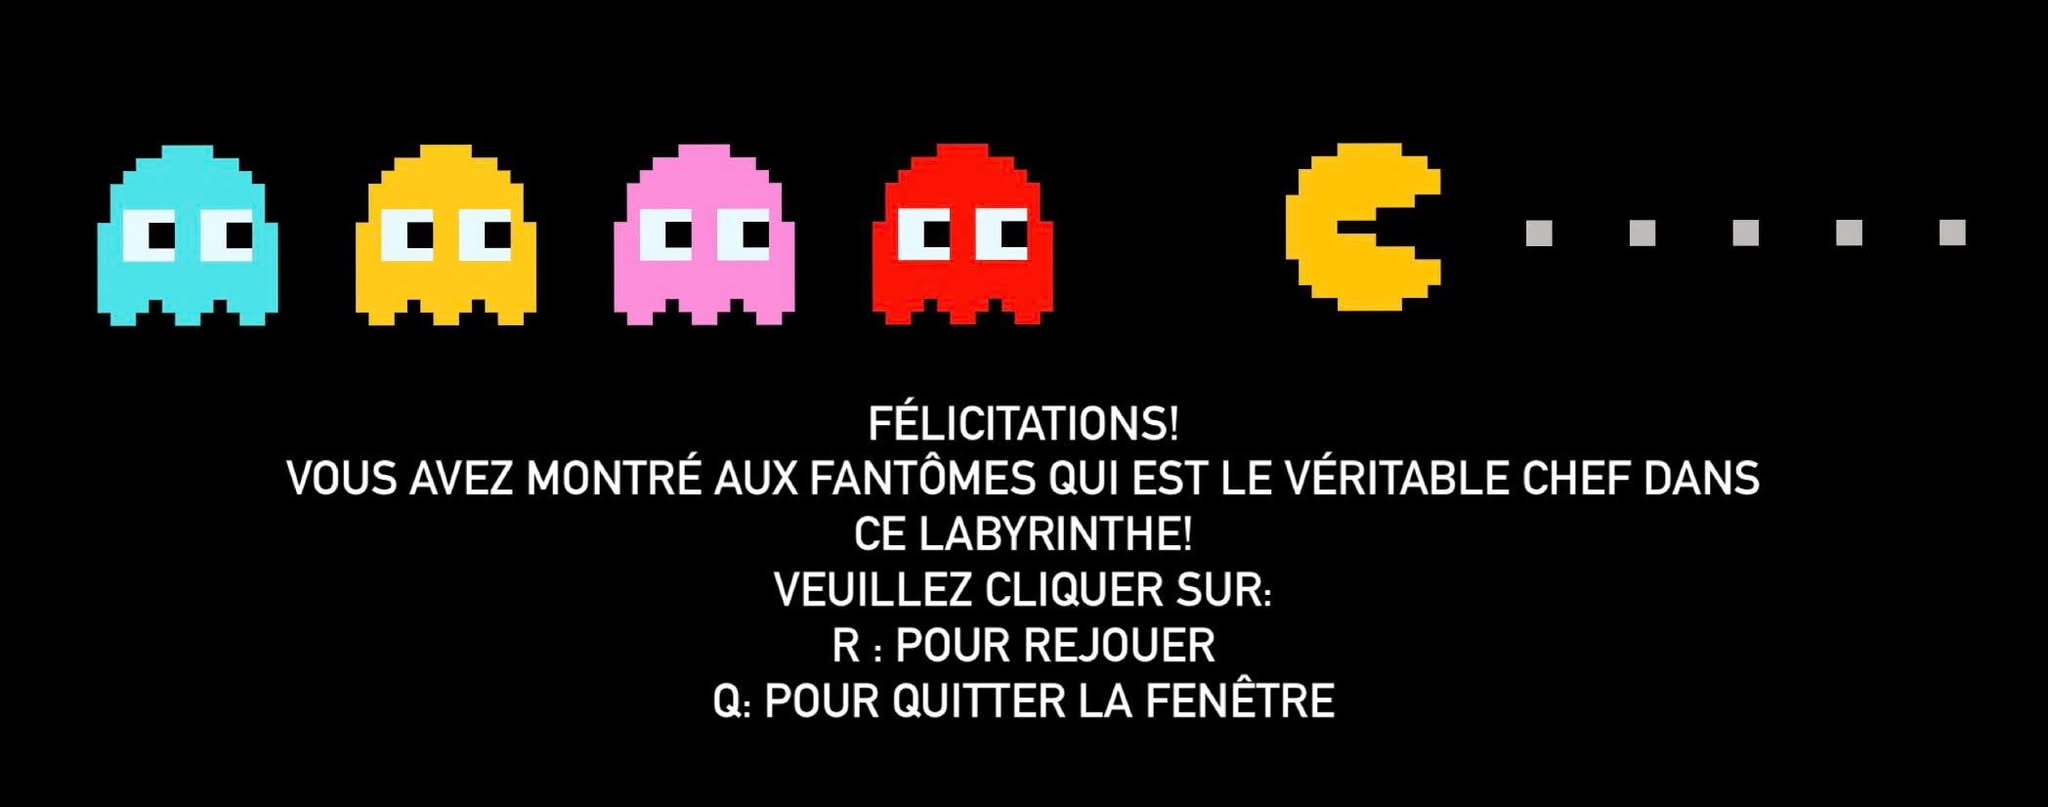 FÉLICITATIONS!
VOUS AVEZ MONTRÉ AUX FANTÔMES QUI EST LE VÉRITABLE CHEF DANS
CE LABYRINTHE!
VEUILLEZ CLIQUER SUR:
R : POUR REJOUER
Q: POUR QUITTER LA FENÊTRE